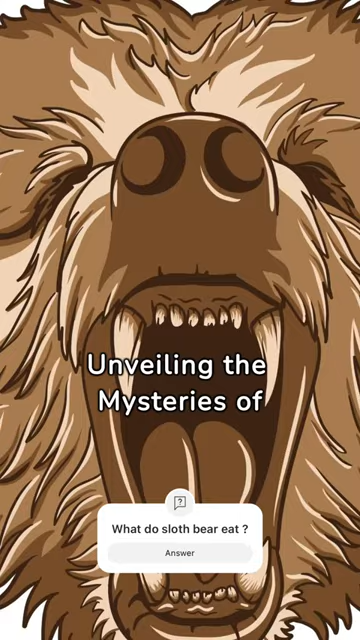 Unveiling the
Mysteries of
What do sloth bear eat ?
Answer